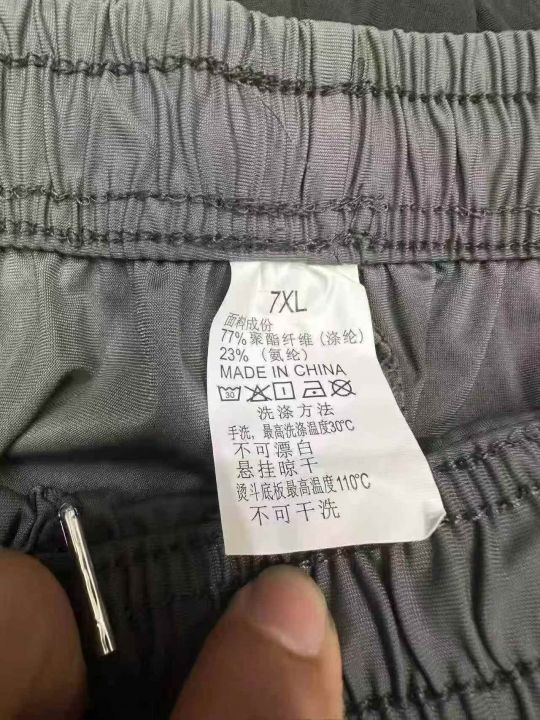 7XL
面料成份
77%聚酯纤维(涤纶)
23% (氨纶)
MADE IN CHINA
30
洗涤方法
手洗,最高洗涤温度30℃
不可漂白
悬挂晾干
烫斗底板最高温度110℃
不可干洗